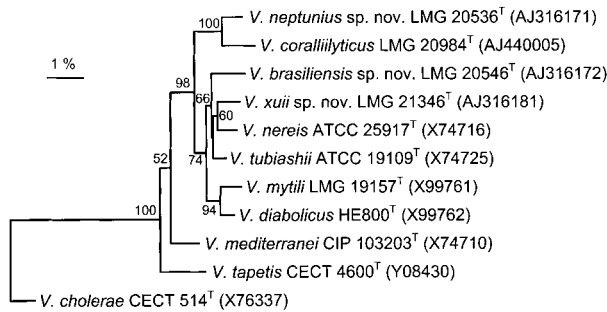 100 V. neptunius sp. nov. LMG 20536T (AJ316171)
V. coralliilyticus LMG 20984T (AJ440005)
1 %
V. brasiliensis sp. nov. LMG 20546T (AJ316172)
98
66 V. xuii sp. nov. LMG 21346T (AJ316181)
60
V. nereis ATCC 25917T (X74716)
52 74 V. tubiashii ATCC 19109T (X74725)
V. mytili LMG 19157T (X99761)
100 94 V. diabolicus HE800T (X99762)
V. mediterranei CIP 103203T (X74710)
V. tapetis CECT 4600T (Y08430)
V. cholerae CECT 514T (X76337)